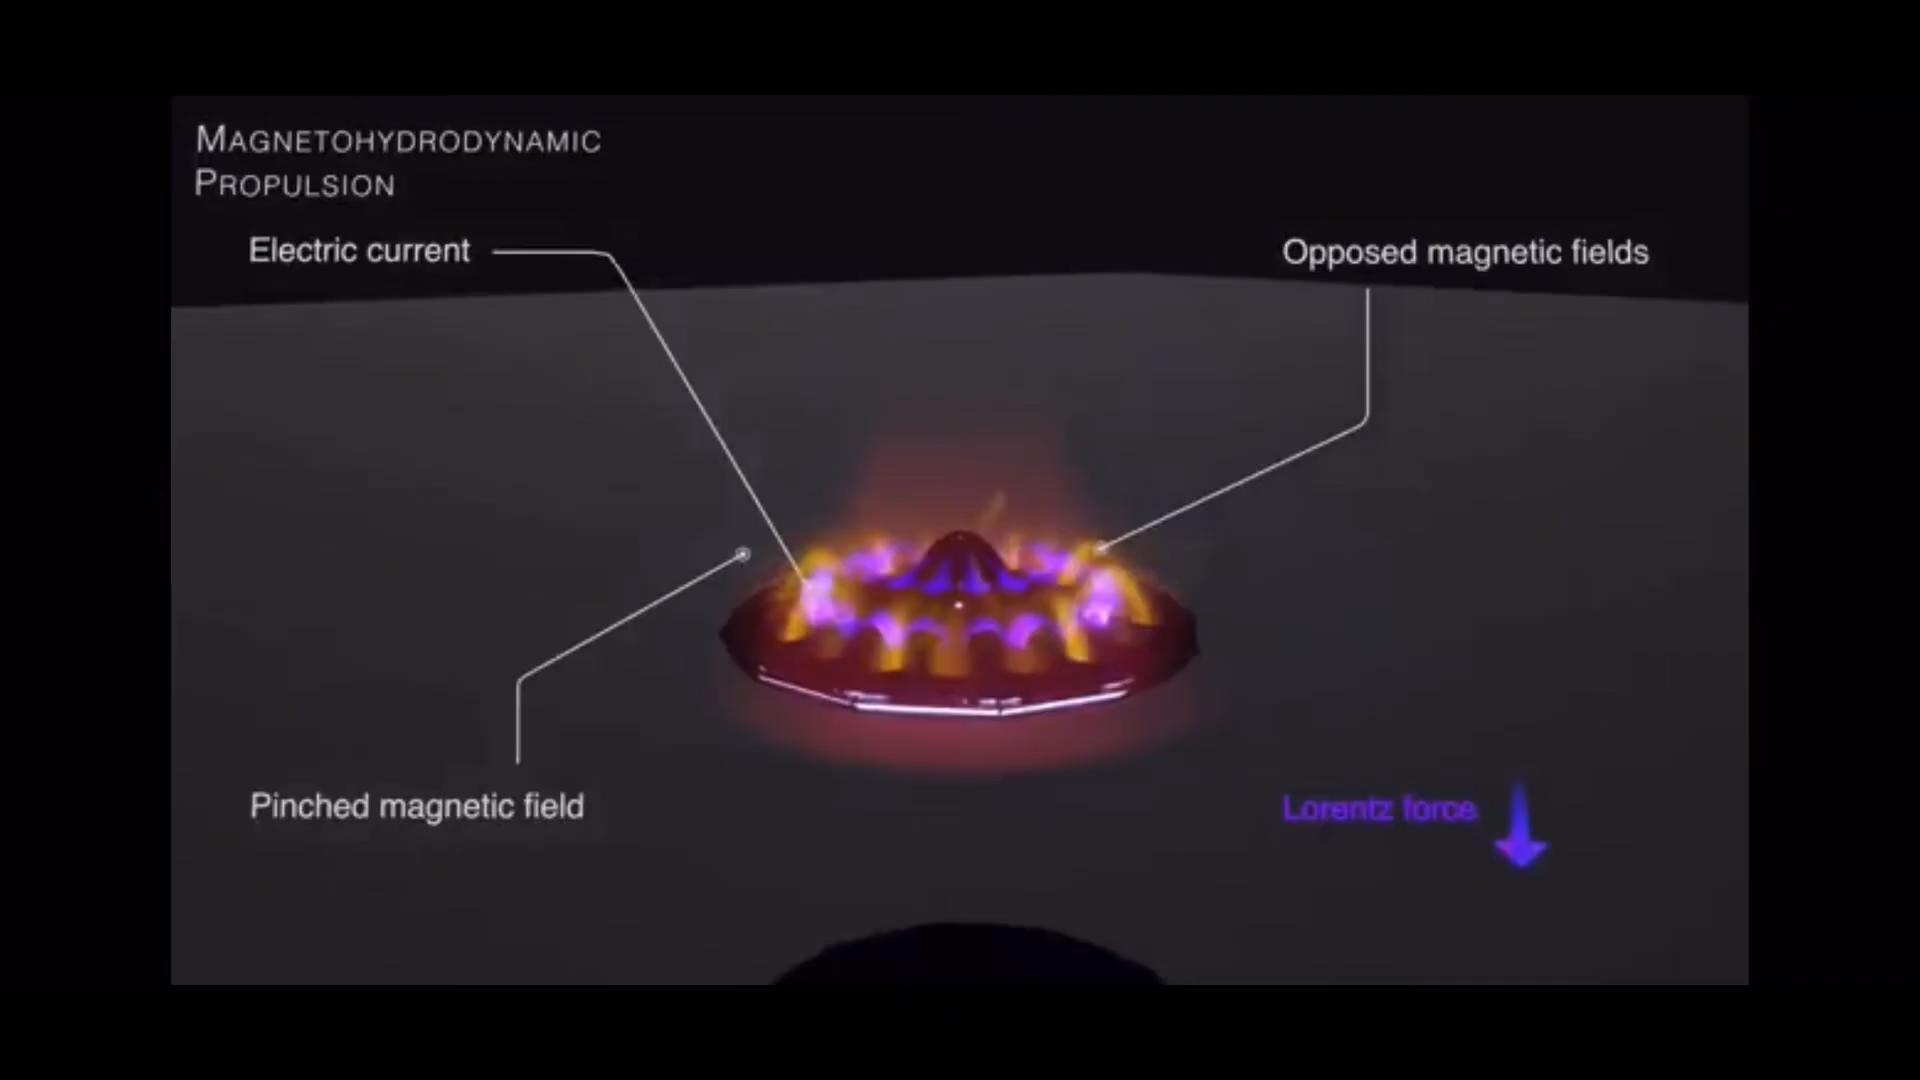 MAGNETOHYDRODYNAMIC
PROPULSION
Electric current
Opposed magnetic fields
Pinched magnetic field
Lorentz force